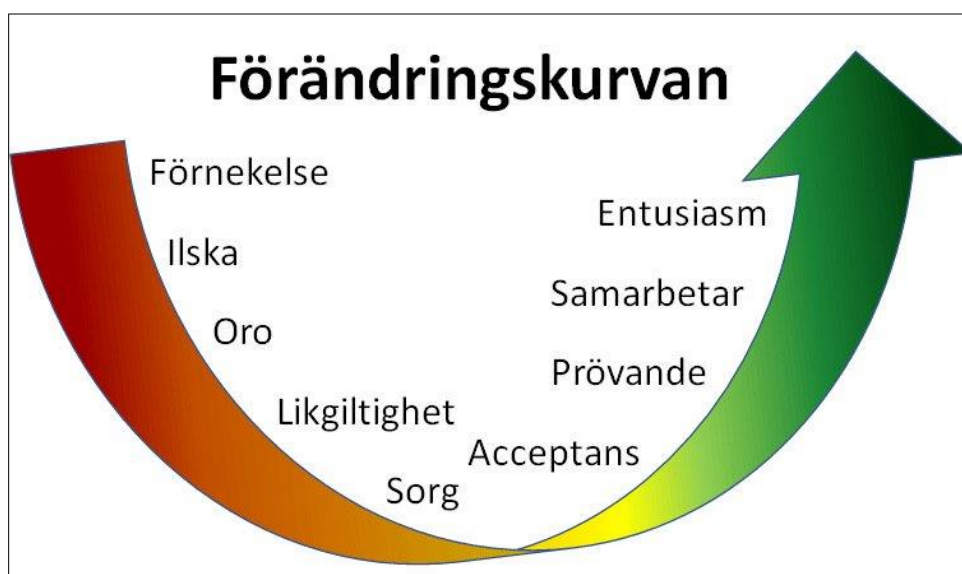 Förändringskurvan
Förnekelse
Ilska
Oro
Likgiltighet
Sorg
Acceptans
Prövande
Samarbetar
Entusiasm